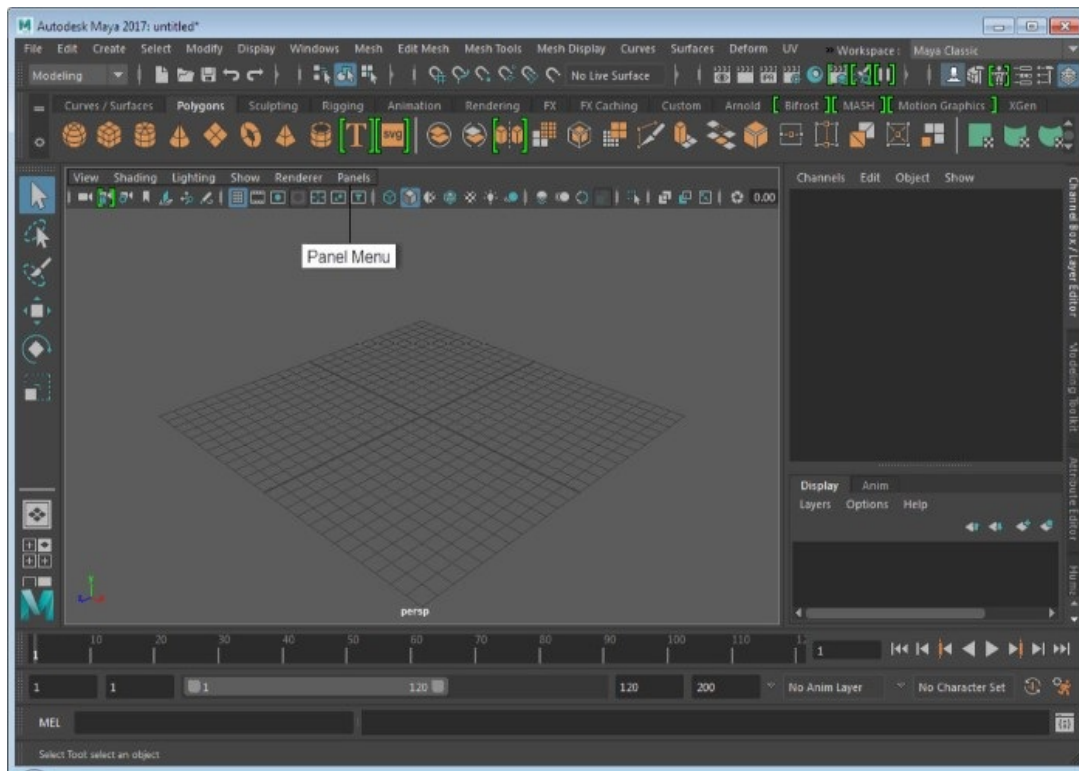 Autodesk Maya 2017: untitled*
File Edit Create Select Modify Display Windows Mesh Edit Mesh Mesh Tools Mesh Display Curves Surfaces Deform UV Workspace: Maya Classic
Modeling No Live Surface
Curves / Surfaces Polygons Sculpting Rigging Animation Rendering FX FX Caching Custom Arnold Bifrost MASH Motion Graphics XGen
T svg
View Shading Lighting Show Renderer Panels
0.00
Panel Menu
persp
Channels Edit Object Show
Channel Box / Layer Editor
Modeling Toolkit
Attribute Editor
Display Anim
Layers Options Help
10 20 30 40 50 60 70 80 90 100 110
1
1
1 1 1 120 120 200 No Anim Layer No Character Set
MEL
Select Tool: select an object